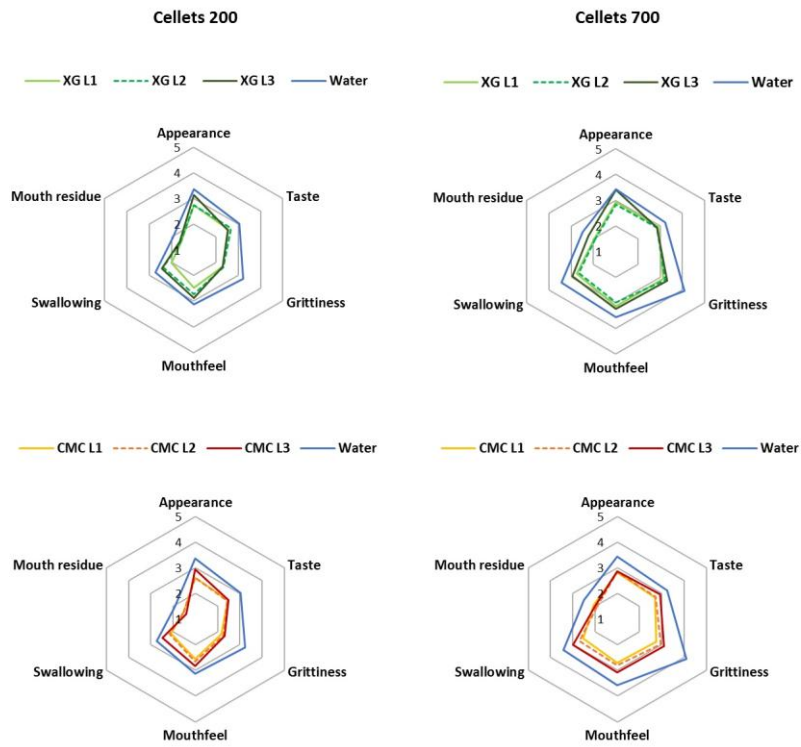 Cellets 200
Cellets 700
XG L1 XG L2 XG L3 Water
XG L1 XG L2 XG L3 Water
Appearance
5
4
3
2
1
Taste
Grittiness
Mouthfeel
Swallowing
Mouth residue
Appearance
5
4
3
2
1
Taste
Grittiness
Mouthfeel
Swallowing
Mouth residue
CMC L1 CMC L2 CMC L3 Water
CMC L1 CMC L2 CMC L3 Water
Appearance
5
4
3
2
1
Taste
Grittiness
Mouthfeel
Swallowing
Mouth residue
Appearance
5
4
3
2
1
Taste
Grittiness
Mouthfeel
Swallowing
Mouth residue